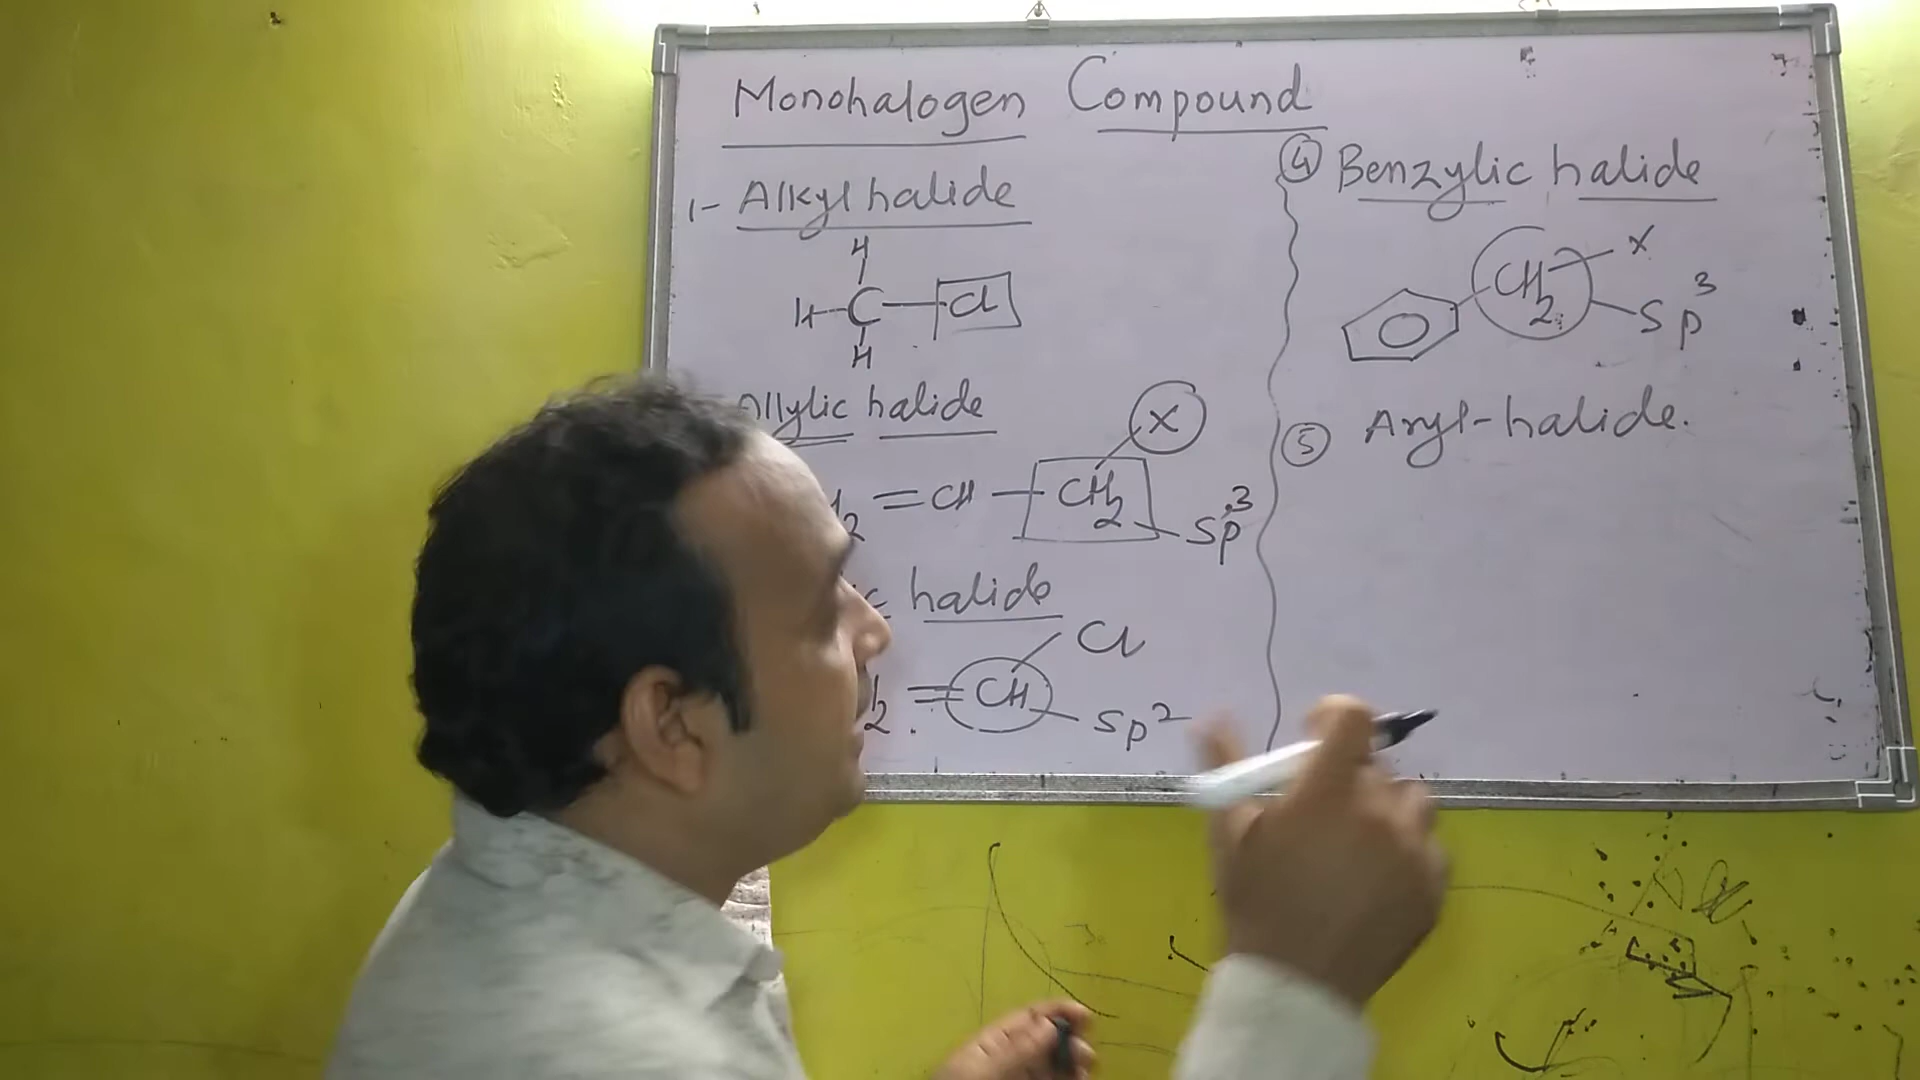 Monohalogen Compound
1- Alkyl halide
H
H-C-Cl
H
Allylic halide
X
=CH-CH2
sp3
halide
Cl
=CH
sp2
④ Benzylic halide
CH2-X
sp3
⑤ Aryl-halide.